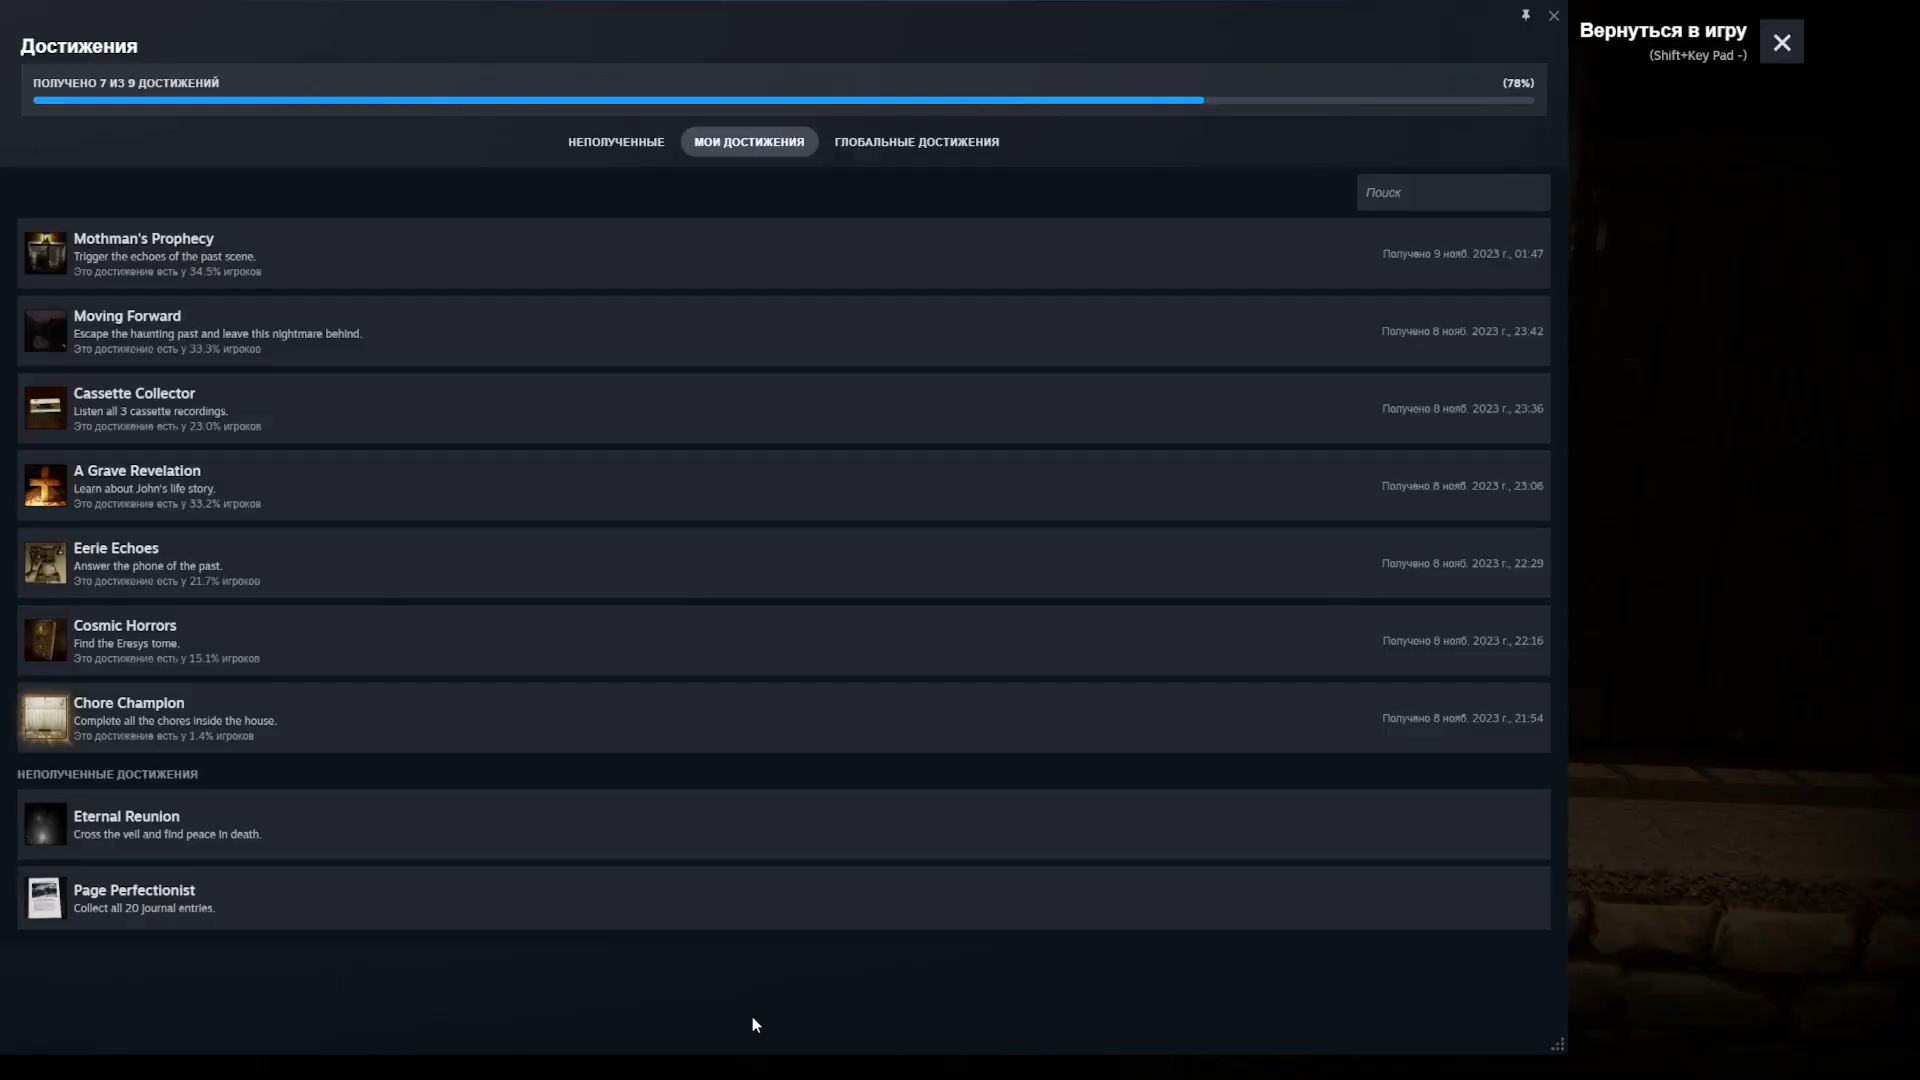 Вернуться в игру
(Shift+Key Pad -)
Достижения
ПОЛУЧЕНО 7 ИЗ 9 ДОСТИЖЕНИЙ
(78%)
НЕПОЛУЧЕННЫЕ
МОИ ДОСТИЖЕНИЯ
ГЛОБАЛЬНЫЕ ДОСТИЖЕНИЯ
Поиск
Mothman's Prophecy
Trigger the echoes of the past scene.
Это достижение есть у 34.5% игроков
Получено 9 нояб. 2023 г., 01:47
Moving Forward
Escape the haunting past and leave this nightmare behind.
Это достижение есть у 33.3% игроков
Получено 8 нояб. 2023 г., 23:42
Cassette Collector
Listen all 3 cassette recordings.
Это достижение есть у 23.0% игроков
Получено 8 нояб. 2023 г., 23:36
A Grave Revelation
Learn about John's life story.
Это достижение есть у 33.2% игроков
Получено 8 нояб. 2023 г., 23:06
Eerie Echoes
Answer the phone of the past.
Это достижение есть у 21.7% игроков
Получено 8 нояб. 2023 г., 22:29
Cosmic Horrors
Find the Eresys tome.
Это достижение есть у 15.1% игроков
Получено 8 нояб. 2023 г., 22:16
Chore Champion
Complete all the chores inside the house.
Это достижение есть у 1.4% игроков
Получено 8 нояб. 2023 г., 21:54
НЕПОЛУЧЕННЫЕ ДОСТИЖЕНИЯ
Eternal Reunion
Cross the veil and find peace in death.
Page Perfectionist
Collect all 20 journal entries.